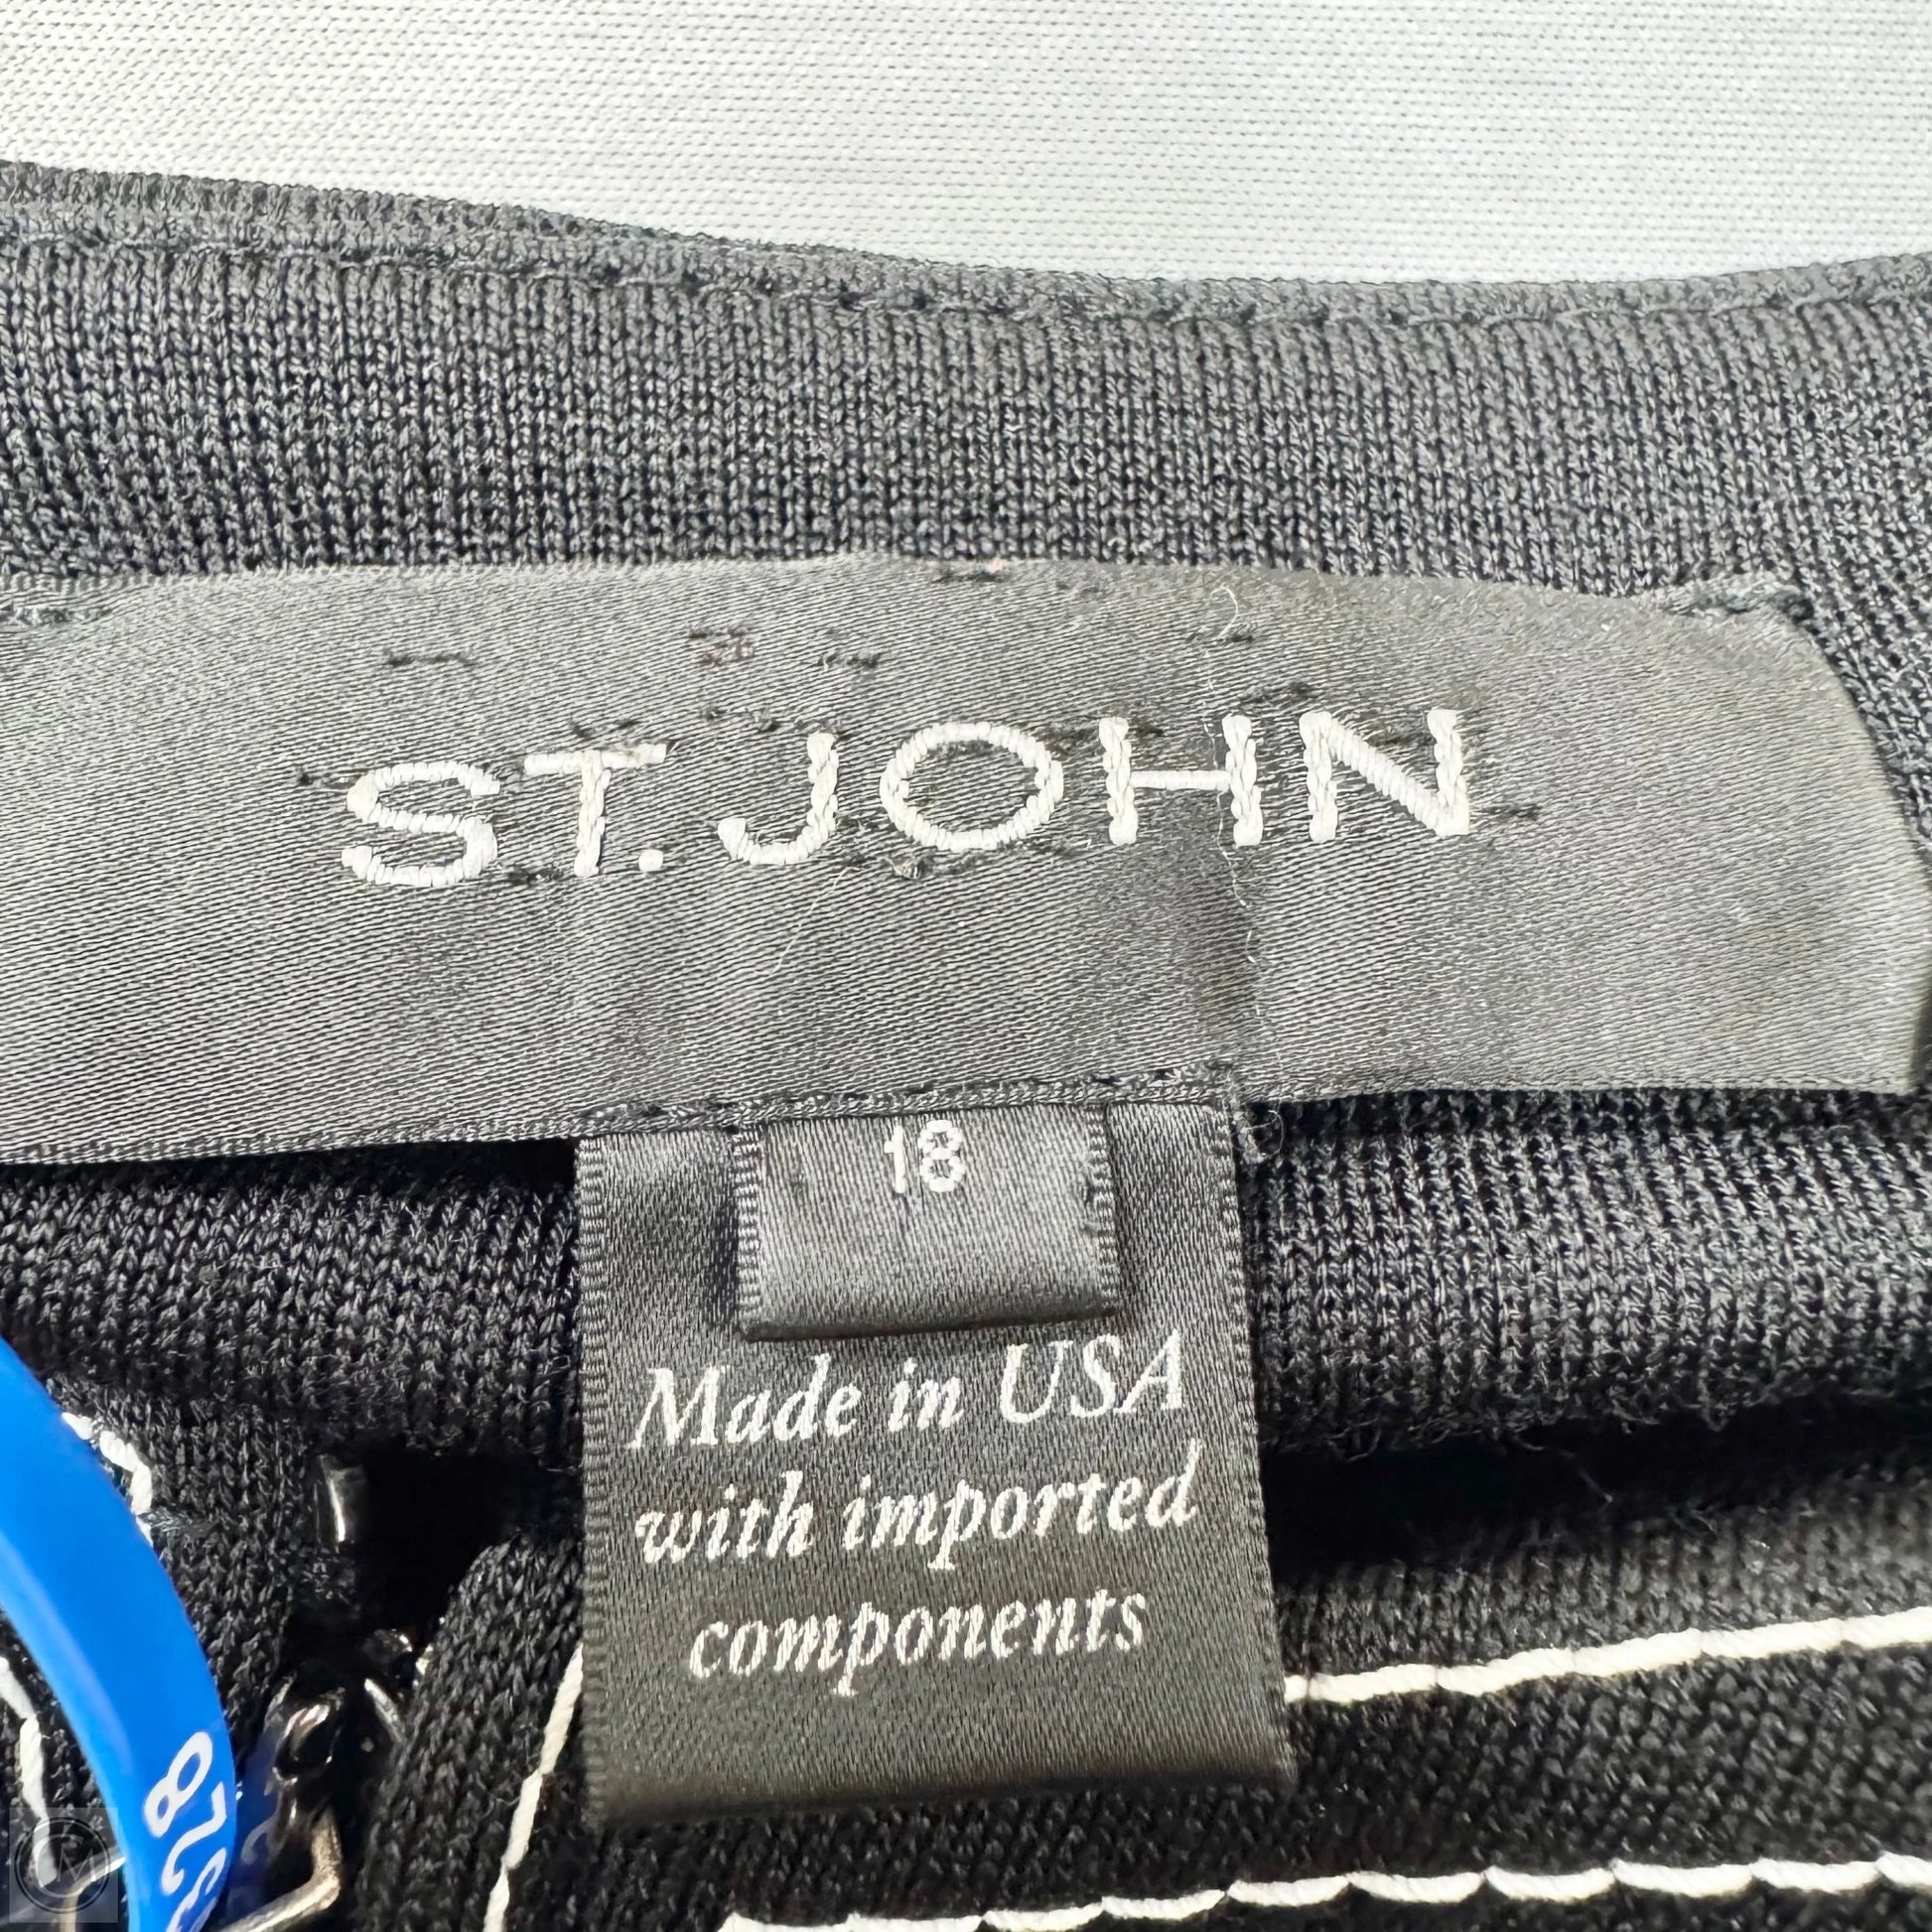 ST. JOHN
18
Made in USA
with imported
components